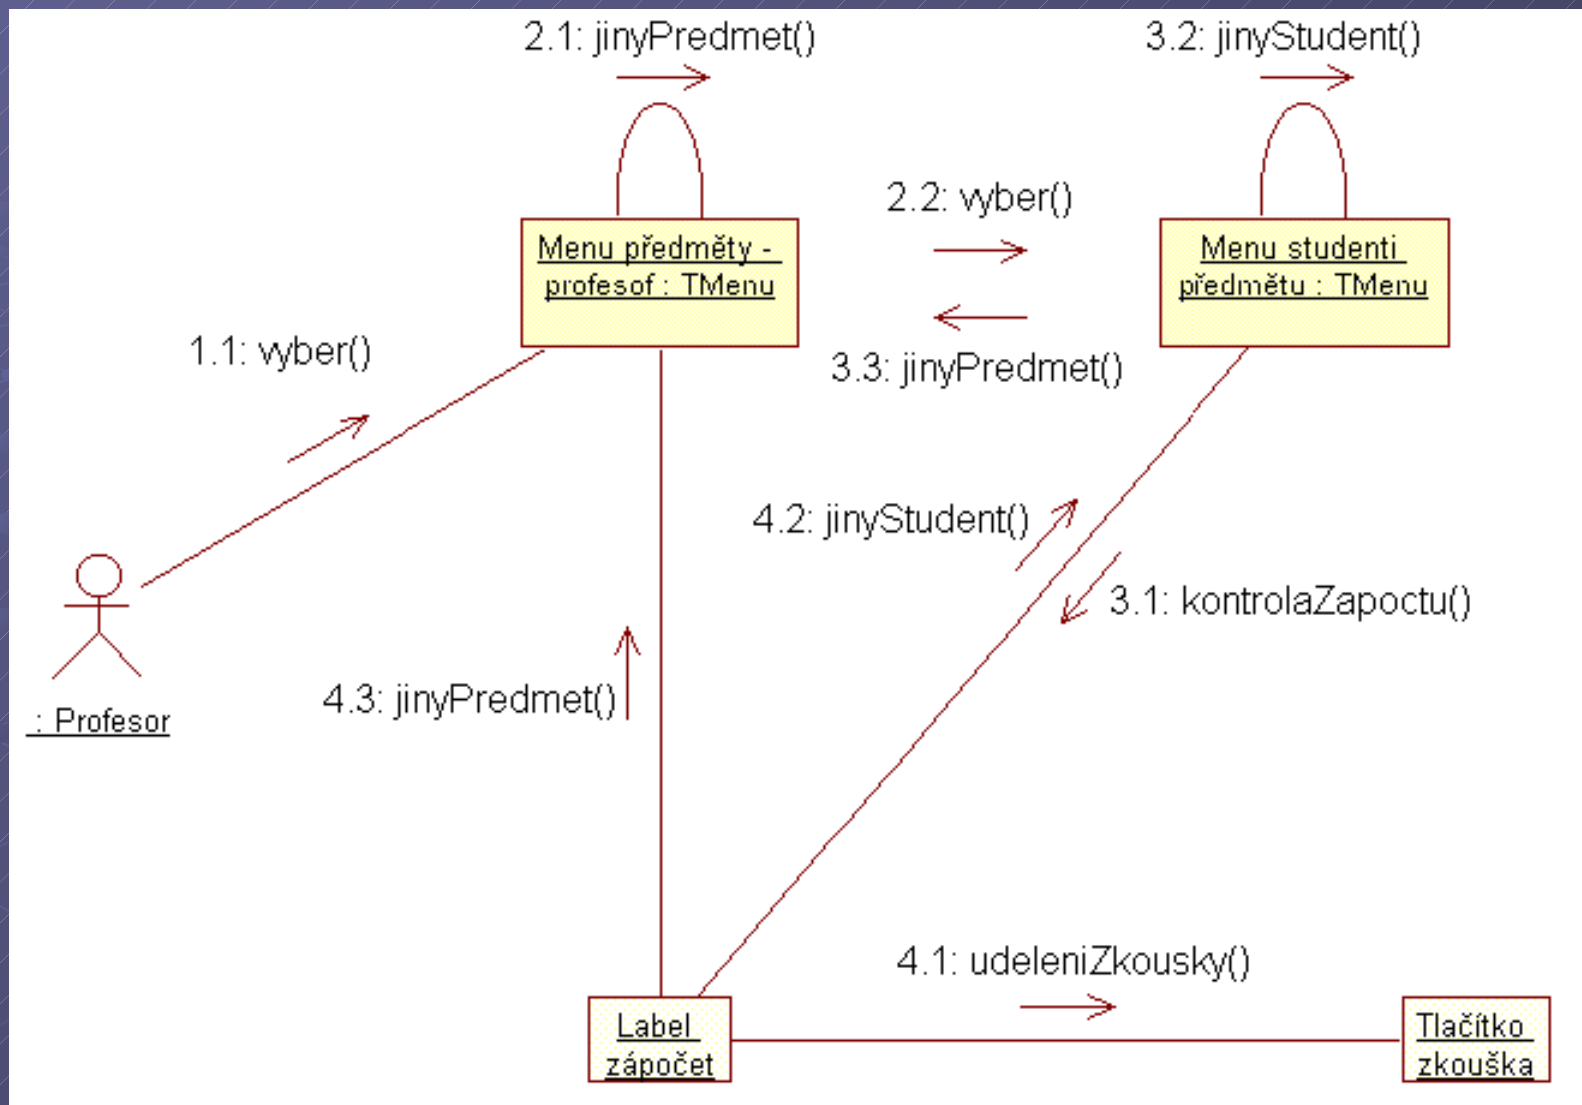 2.1: jinyPredmet()
3.2: jinyStudent()
2.2: vyber()
Menu předměty -
profesof : TMenu
Menu studenti
předmětu : TMenu
1.1: vyber()
3.3: jinyPredmet()
4.2: jinyStudent()
3.1: kontrolaZapoctu()
4.3: jinyPredmet()
: Profesor
4.1: udeleniZkousky()
Label
zápočet
Tlačítko
zkouška